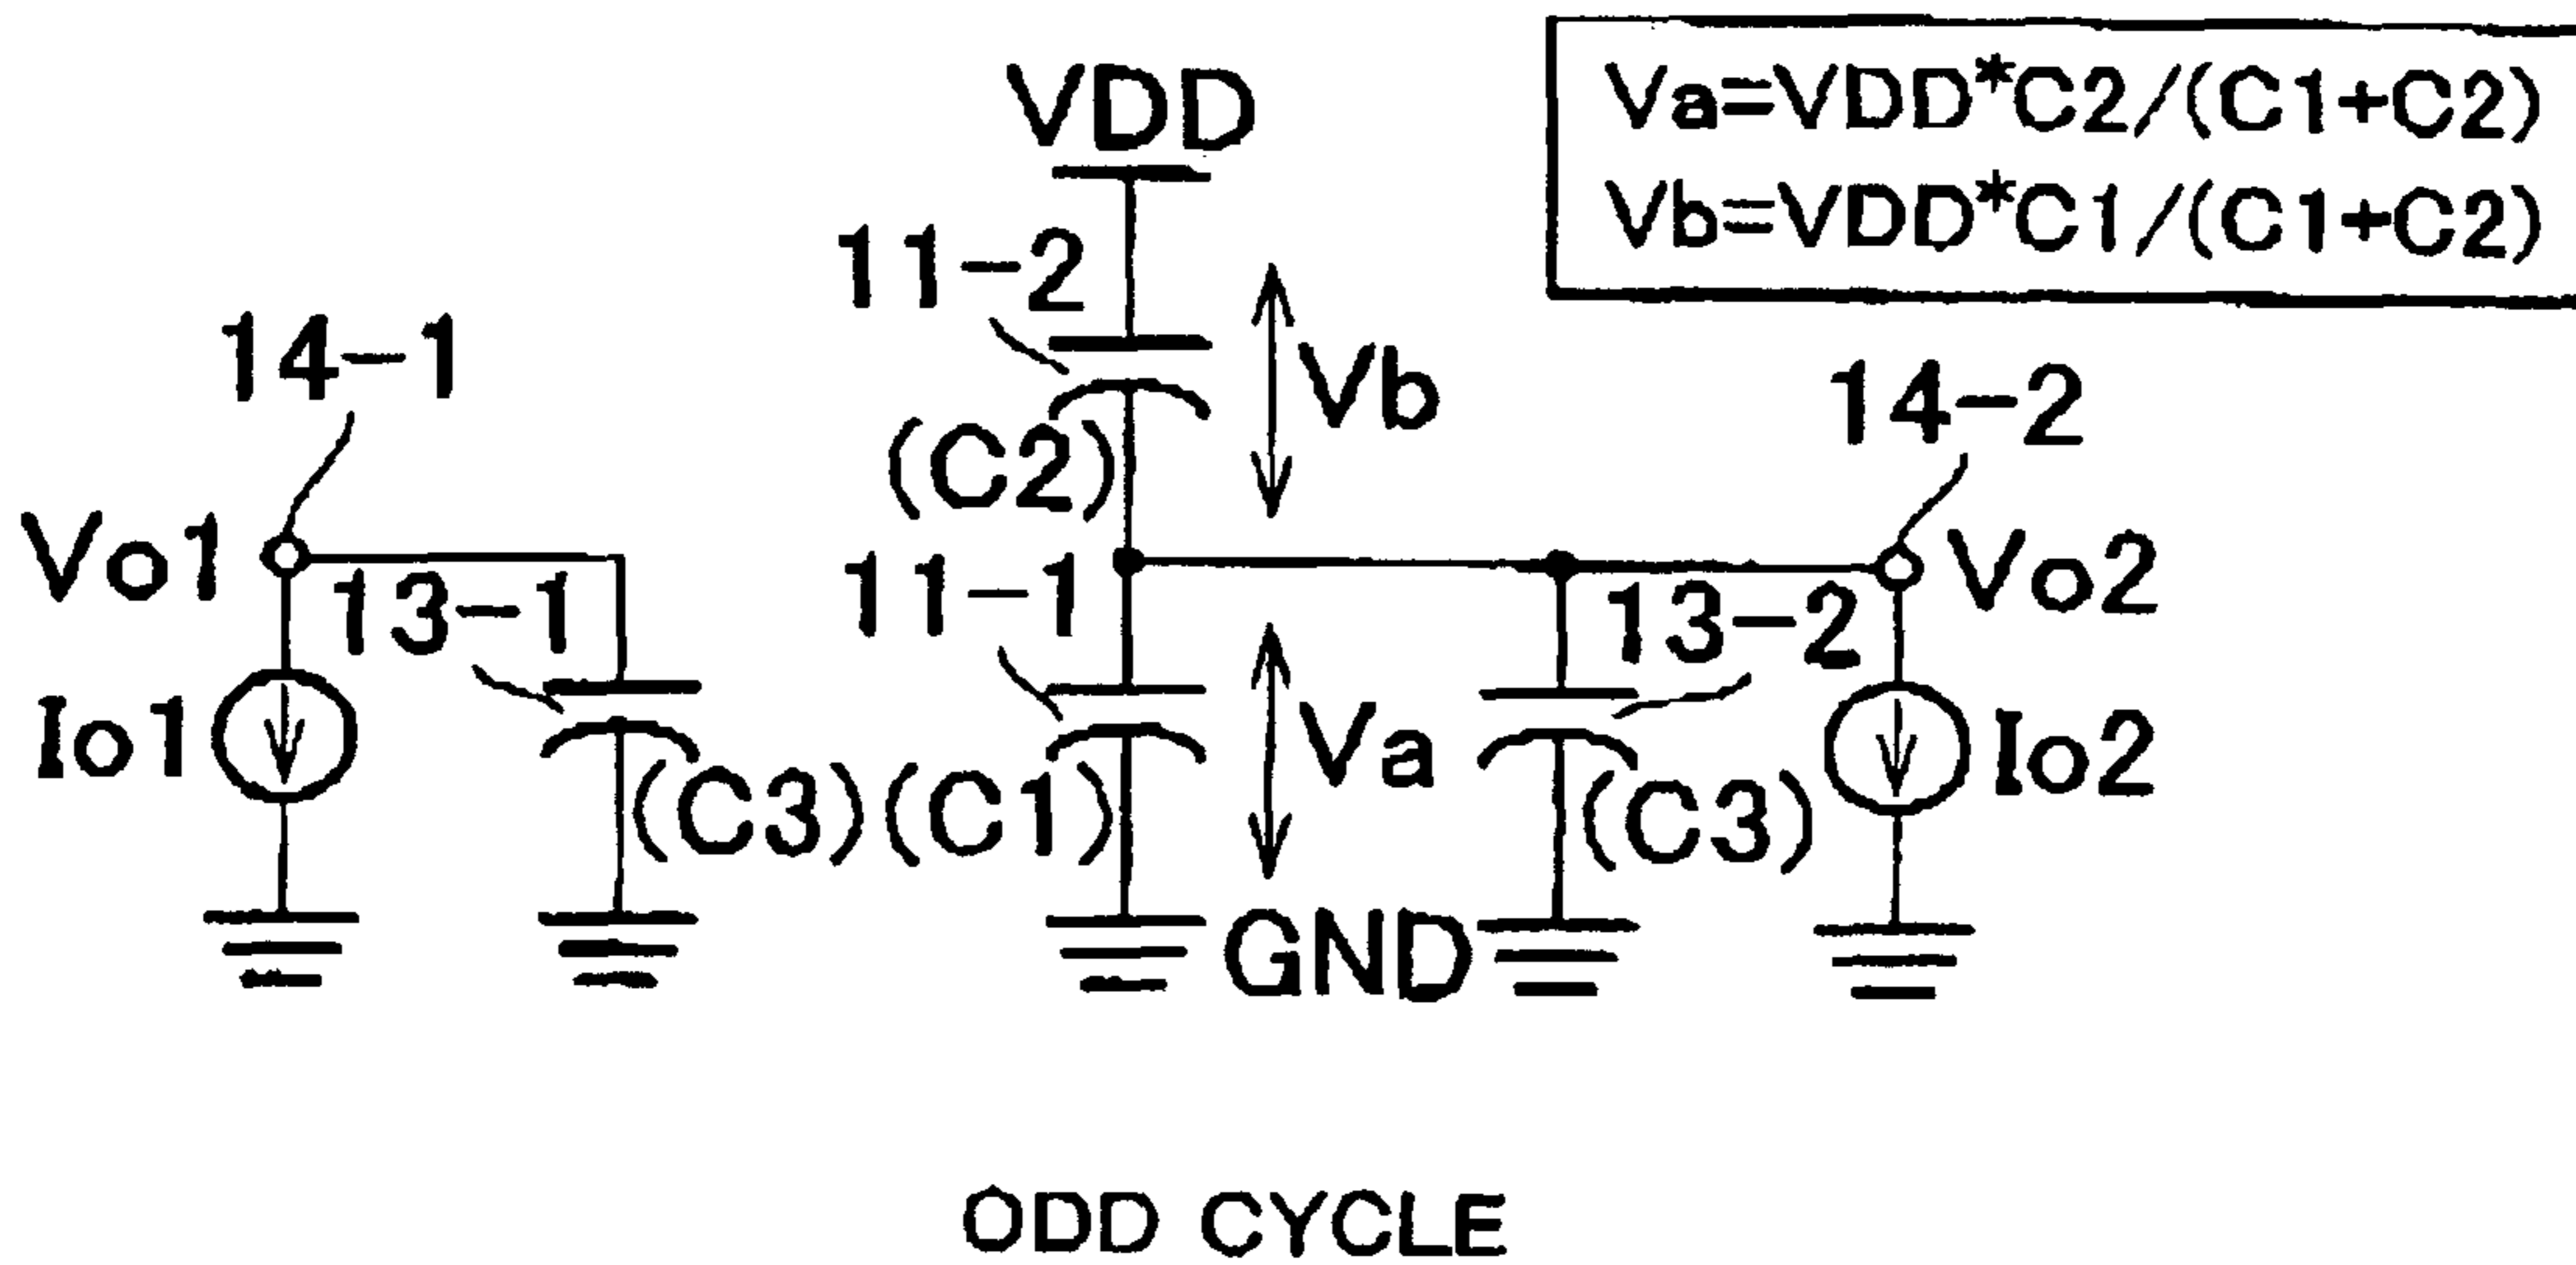 Va=VDD*C2/(C1+C2)
Vb=VDD*C1/(C1+C2)
VDD
11-2
Vb
(C2)
14-1
14-2
Vo1
13-1
11-1
13-2
Vo2
Io1
(C3)
(C1)
Va
(C3)
Io2
GND
ODD CYCLE